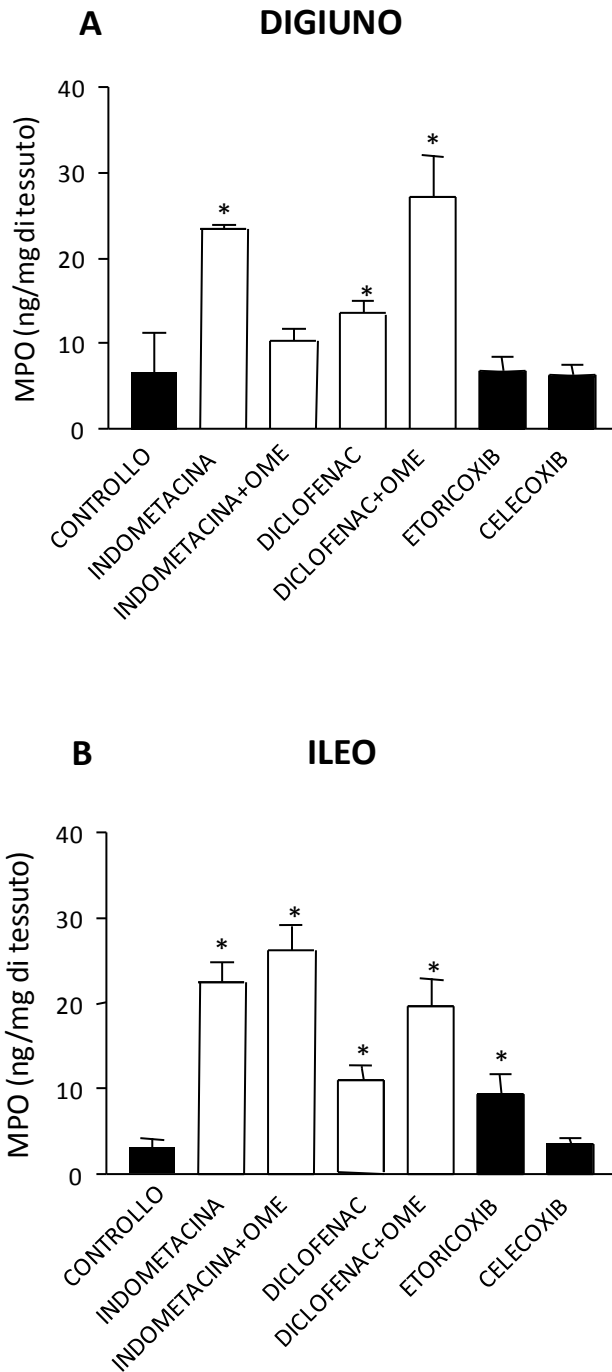 A DIGIUNO
MPO (ng/mg di tessuto)
40
30
20
10
0
*
*
*
CONTROLLO
INDOMETACINA
INDOMETACINA+OME
DICLOFENAC
DICLOFENAC+OME
ETORICOXIB
CELECOXIB
B ILEO
MPO (ng/mg di tessuto)
40
30
20
10
0
*
*
*
*
*
CONTROLLO
INDOMETACINA
INDOMETACINA+OME
DICLOFENAC
DICLOFENAC+OME
ETORICOXIB
CELECOXIB